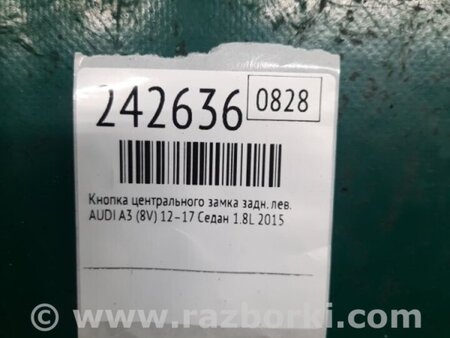 242636 0828
Кнопка центрального замка задн. лев.
AUDI A3 (8V) 12-17 Седан 1.8L 2015
© www.razborki.com